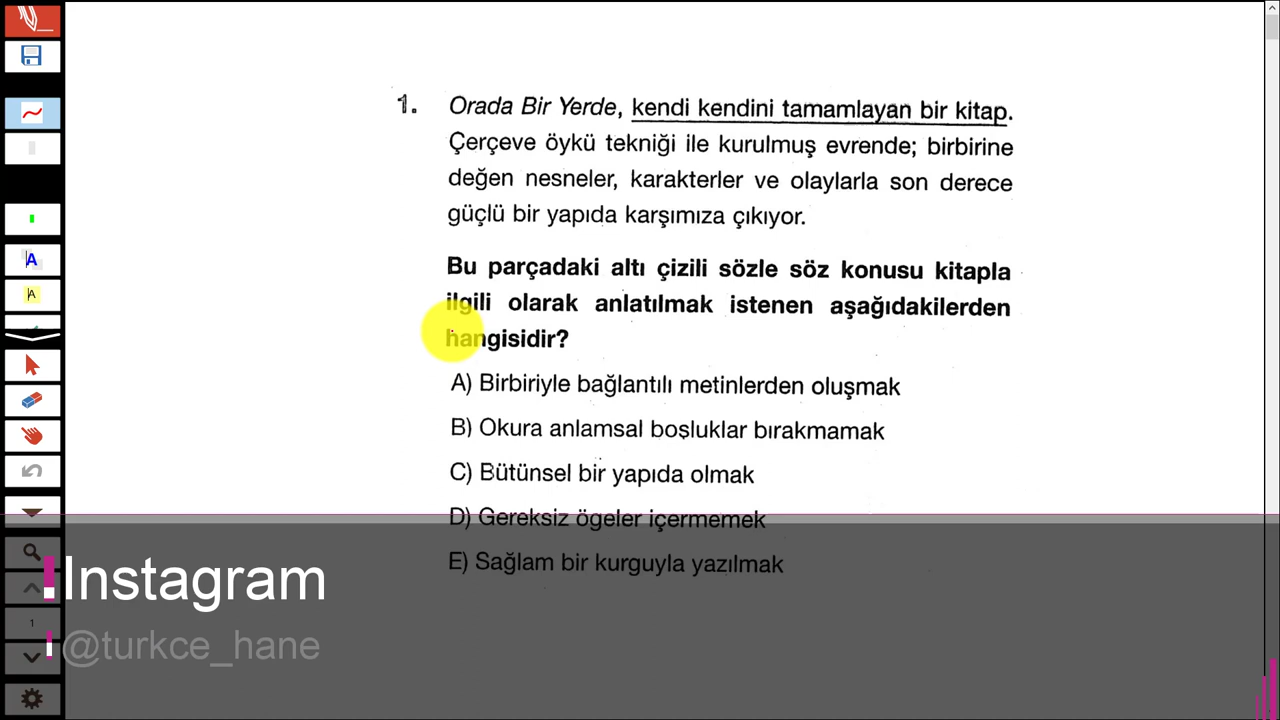 1. Orada Bir Yerde, kendi kendini tamamlayan bir kitap.
Çerçeve öykü tekniği ile kurulmuş evrende; birbirine
değen nesneler, karakterler ve olaylarla son derece
güçlü bir yapıda karşımıza çıkıyor.
Bu parçadaki altı çizili sözle söz konusu kitapla
ilgili olarak anlatılmak istenen aşağıdakilerden
hangisidir?
A) Birbiriyle bağlantılı metinlerden oluşmak
B) Okura anlamsal boşluklar bırakmamak
C) Bütünsel bir yapıda olmak
D) Gereksiz ögeler içermemek
E) Sağlam bir kurguyla yazılmak
Instagram
@turkce_hane
A
A
1